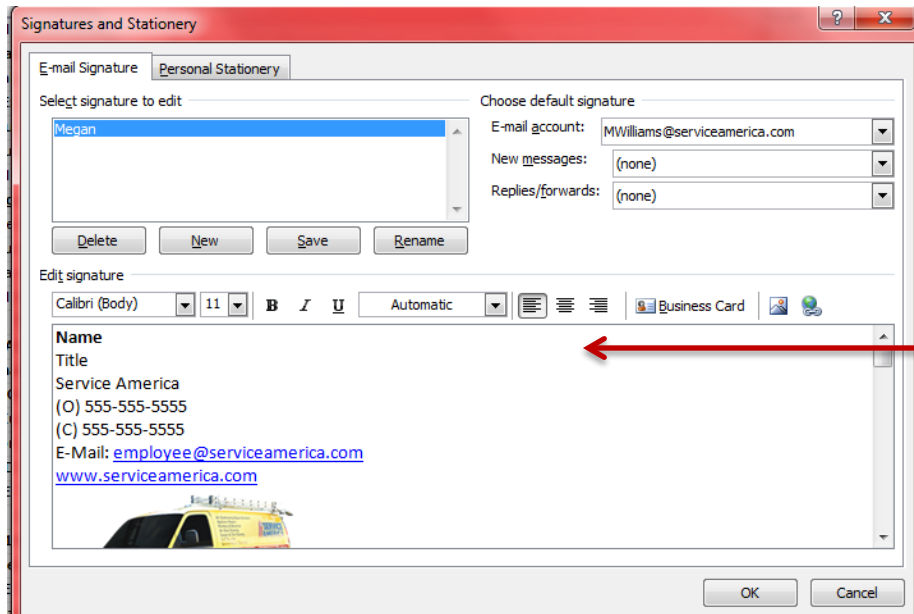 Signatures and Stationery
?
X
E-mail Signature
Personal Stationery
Select signature to edit
Choose default signature
Megan
E-mail account:
MWilliams@serviceamerica.com
New messages:
(none)
Replies/forwards:
(none)
Delete
New
Save
Rename
Edit signature
Calibri (Body)
11
B
I
U
Automatic
Business Card
Name
Title
Service America
(O) 555-555-5555
(C) 555-555-5555
E-Mail: employee@serviceamerica.com
www.serviceamerica.com
OK
Cancel